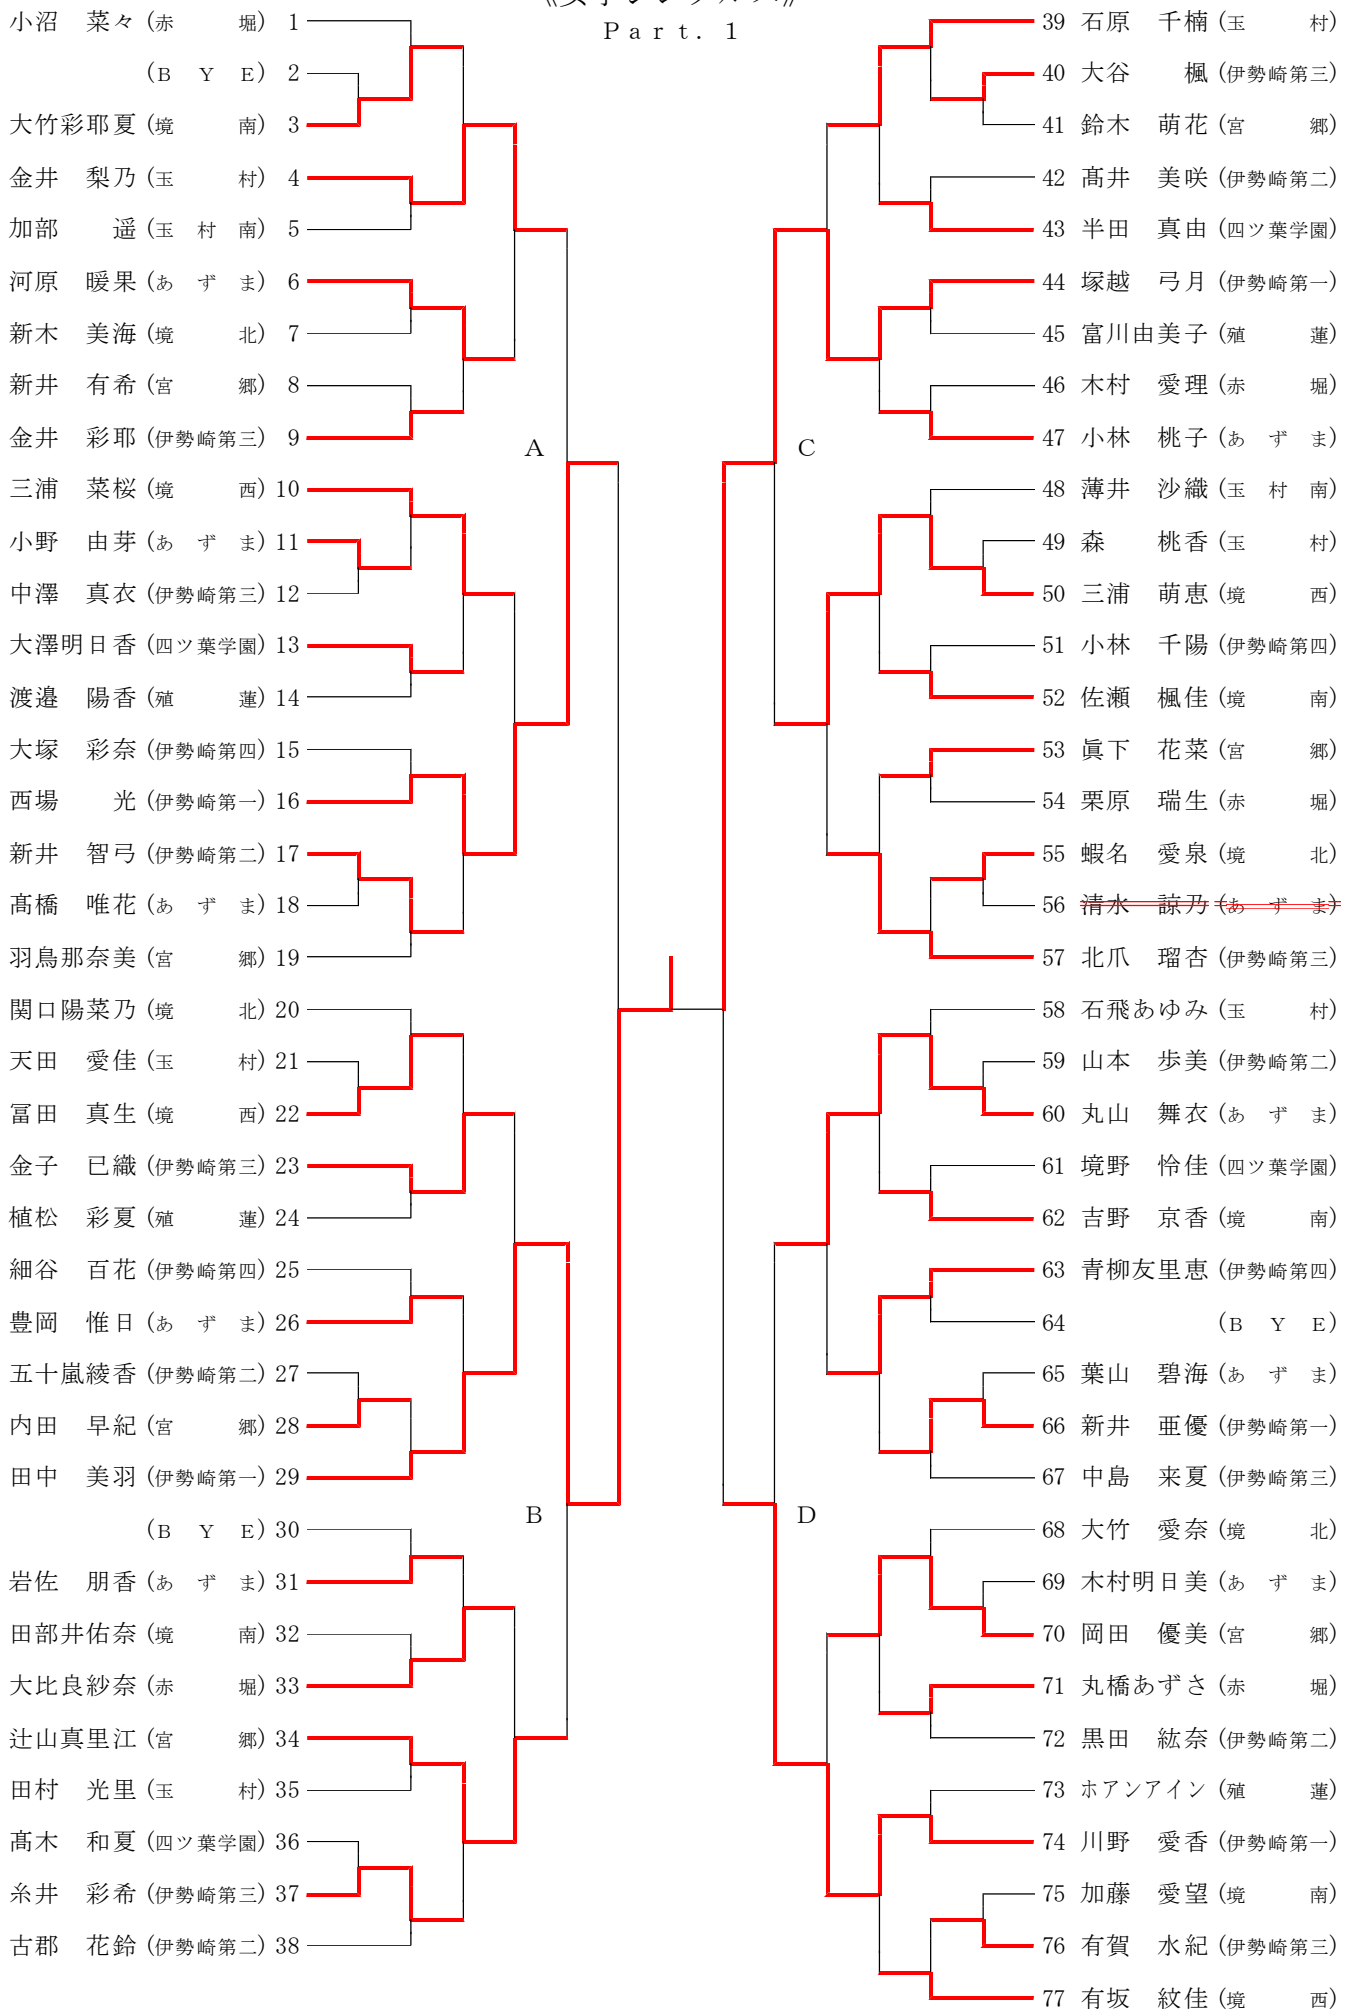 Part. 1
小沼 菜々 (赤 堀) 1
(B Y E) 2
大竹彩耶夏 (境 南) 3
金井 梨乃 (玉 村) 4
加部 遥 (玉 村 南) 5
河原 暖果 (あ ず ま) 6
新木 美海 (境 北) 7
新井 有希 (宮 郷) 8
金井 彩耶 (伊勢崎第三) 9
三浦 菜桜 (境 西) 10
小野 由芽 (あ ず ま) 11
中澤 真衣 (伊勢崎第三) 12
大澤明日香 (四ツ葉学園) 13
渡邉 陽香 (殖 蓮) 14
大塚 彩奈 (伊勢崎第四) 15
西場 光 (伊勢崎第一) 16
新井 智弓 (伊勢崎第二) 17
髙橋 唯花 (あ ず ま) 18
羽鳥那奈美 (宮 郷) 19
関口陽菜乃 (境 北) 20
天田 愛佳 (玉 村) 21
冨田 真生 (境 西) 22
金子 已織 (伊勢崎第三) 23
植松 彩夏 (殖 蓮) 24
細谷 百花 (伊勢崎第四) 25
豊岡 惟日 (あ ず ま) 26
五十嵐綾香 (伊勢崎第二) 27
内田 早紀 (宮 郷) 28
田中 美羽 (伊勢崎第一) 29
(B Y E) 30
岩佐 朋香 (あ ず ま) 31
田部井佑奈 (境 南) 32
大比良紗奈 (赤 堀) 33
辻山真里江 (宮 郷) 34
田村 光里 (玉 村) 35
髙木 和夏 (四ツ葉学園) 36
糸井 彩希 (伊勢崎第三) 37
古郡 花鈴 (伊勢崎第二) 38
A
B
C
D
39 石原 千楠 (玉 村)
40 大谷 楓 (伊勢崎第三)
41 鈴木 萌花 (宮 郷)
42 髙井 美咲 (伊勢崎第二)
43 半田 真由 (四ツ葉学園)
44 塚越 弓月 (伊勢崎第一)
45 富川由美子 (殖 蓮)
46 木村 愛理 (赤 堀)
47 小林 桃子 (あ ず ま)
48 薄井 沙織 (玉 村 南)
49 森 桃香 (玉 村)
50 三浦 萌恵 (境 西)
51 小林 千陽 (伊勢崎第四)
52 佐瀬 楓佳 (境 南)
53 眞下 花菜 (宮 郷)
54 栗原 瑞生 (赤 堀)
55 蝦名 愛泉 (境 北)
56 清水 諒乃 (あ ず ま)
57 北爪 瑠杏 (伊勢崎第三)
58 石飛あゆみ (玉 村)
59 山本 歩美 (伊勢崎第二)
60 丸山 舞衣 (あ ず ま)
61 境野 怜佳 (四ツ葉学園)
62 吉野 京香 (境 南)
63 青柳友里恵 (伊勢崎第四)
64 (B Y E)
65 葉山 碧海 (あ ず ま)
66 新井 亜優 (伊勢崎第一)
67 中島 来夏 (伊勢崎第三)
68 大竹 愛奈 (境 北)
69 木村明日美 (あ ず ま)
70 岡田 優美 (宮 郷)
71 丸橋あずさ (赤 堀)
72 黒田 紘奈 (伊勢崎第二)
73 ホアンアイン (殖 蓮)
74 川野 愛香 (伊勢崎第一)
75 加藤 愛望 (境 南)
76 有賀 水紀 (伊勢崎第三)
77 有坂 紋佳 (境 西)